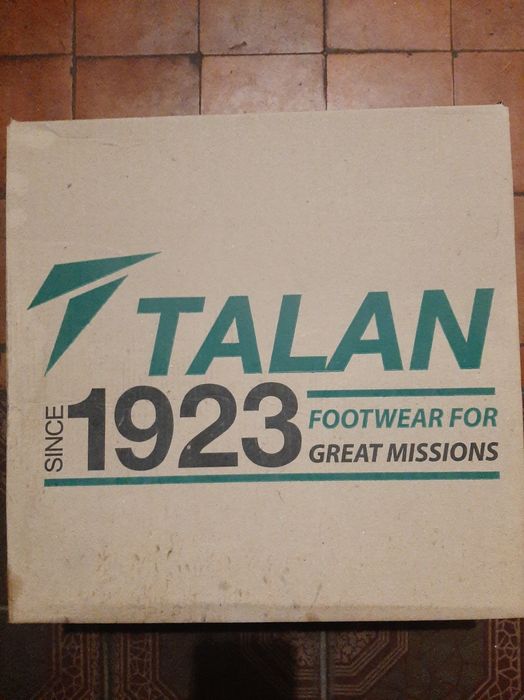 TALAN
SINCE 1923
FOOTWEAR FOR
GREAT MISSIONS